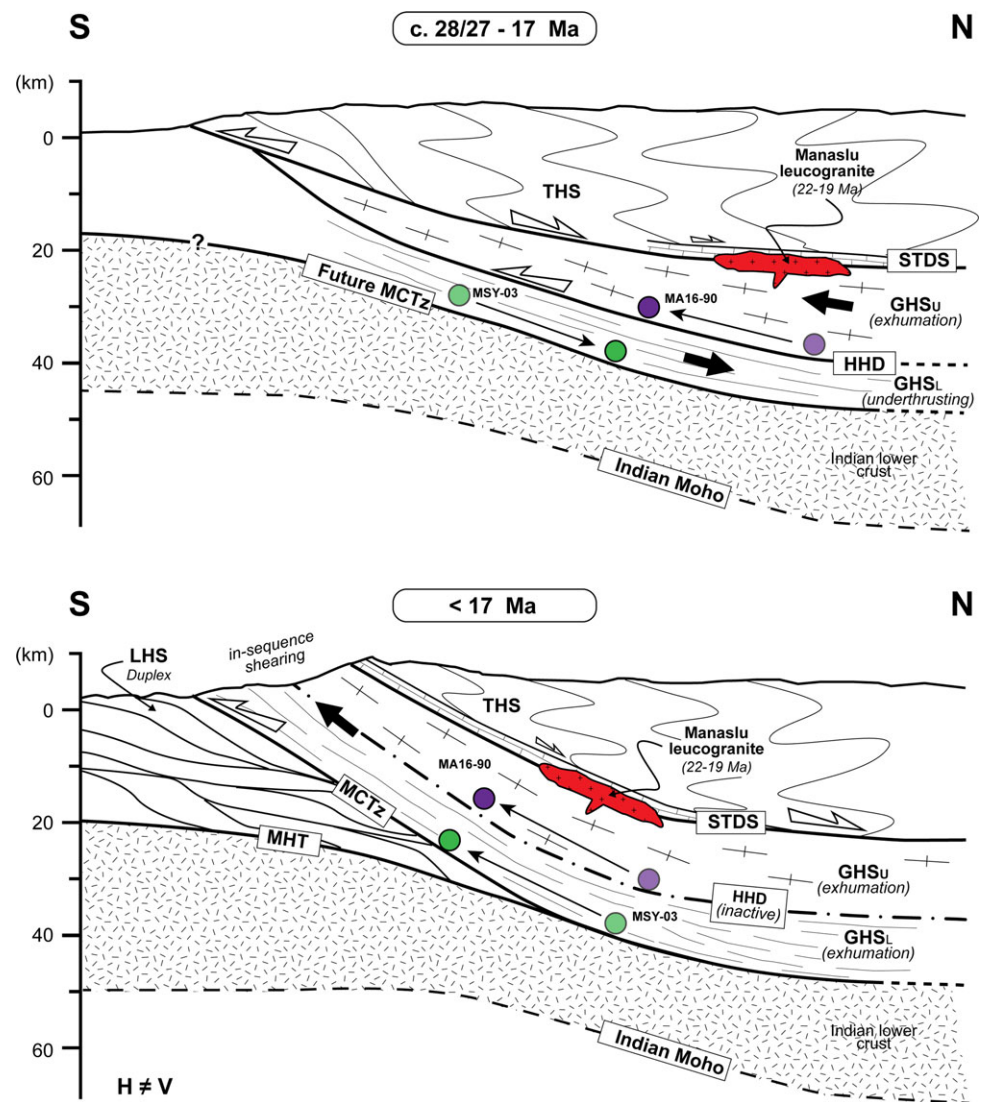 S
c. 28/27 - 17 Ma
N
(km)
0
20
40
60
THS
Manaslu
leucogranite
(22-19 Ma)
STDS
?
Future MCTz
MSY-03
MA16-90
GHSU
(exhumation)
HHD
GHSL
(underthrusting)
Indian lower
crust
Indian Moho
S
< 17 Ma
N
(km)
0
20
40
60
LHS
Duplex
in-sequence
shearing
THS
Manaslu
leucogranite
(22-19 Ma)
MA16-90
MCTz
STDS
MHT
GHSU
(exhumation)
HHD
(inactive)
MSY-03
GHSL
(exhumation)
Indian lower
crust
Indian Moho
H ≠ V